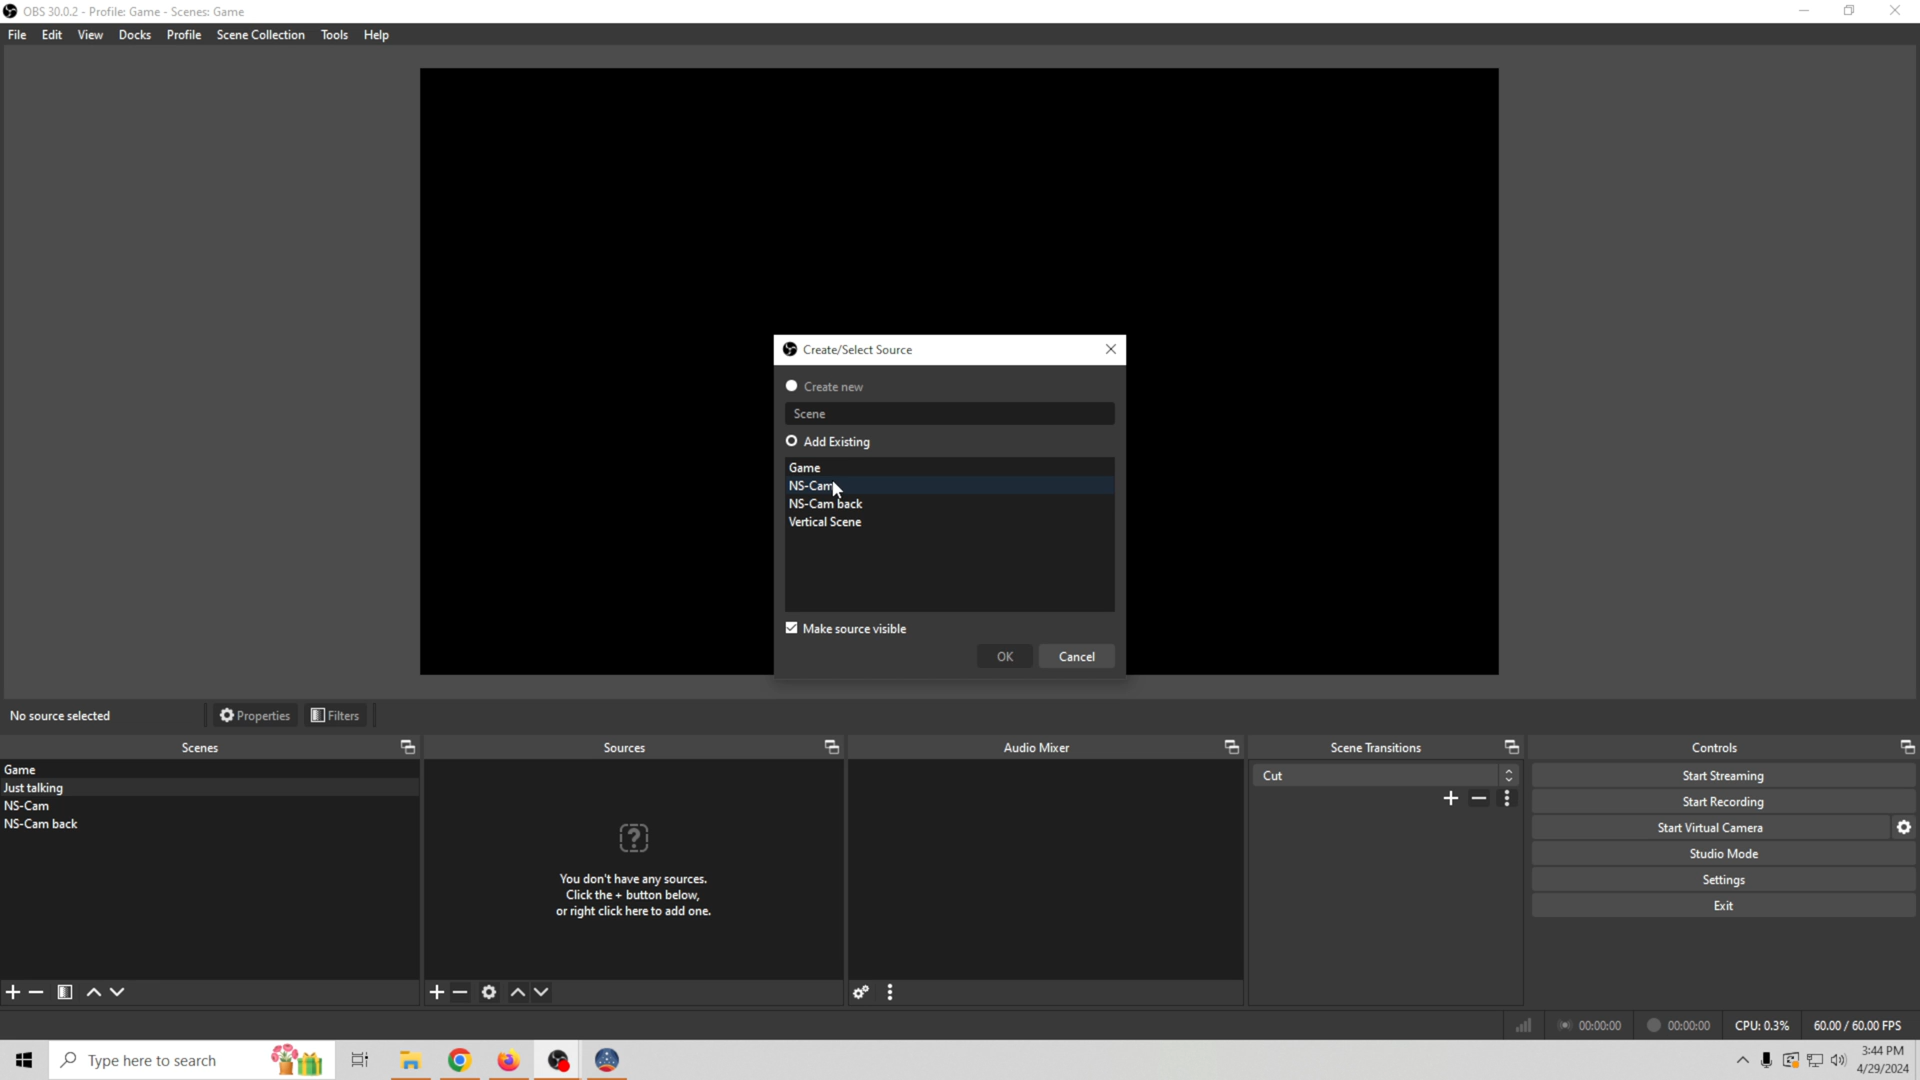 OBS 30.0.2 - Profile: Game - Scenes: Game
File Edit View Docks Profile Scene Collection Tools Help
Create/Select Source
Create new
Scene
Add Existing
Game
NS-Cam
NS-Cam back
Vertical Scene
Make source visible
OK Cancel
No source selected Properties Filters
Scenes
Game
Just talking
NS-Cam
NS-Cam back
Sources
You don't have any sources.
Click the + button below,
or right click here to add one.
Audio Mixer
Scene Transitions
Cut
Controls
Start Streaming
Start Recording
Start Virtual Camera
Studio Mode
Settings
Exit
00:00:00 00:00:00 CPU: 0.3% 60.00 / 60.00 FPS
Type here to search
3:44 PM
4/29/2024